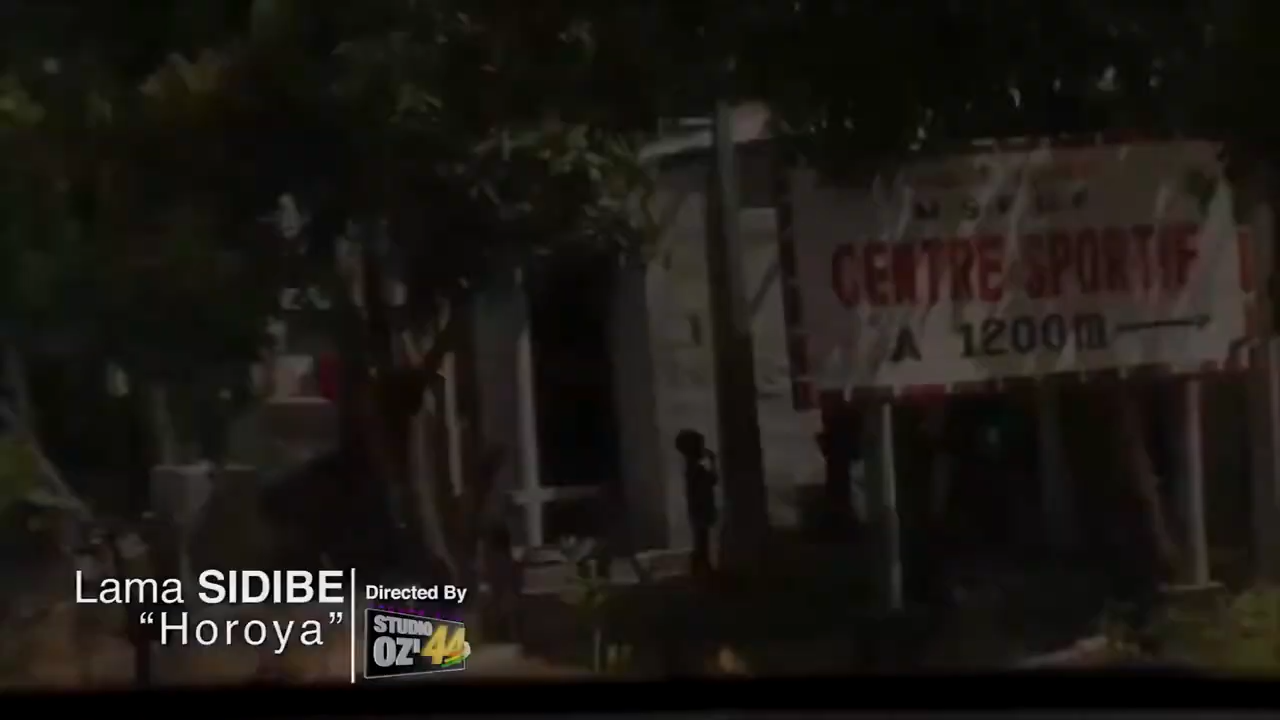 CENTRE SPORTIF
A 1200m
Lama SIDIBE
“Horoya”
Directed By
STUDIO
OZ'44